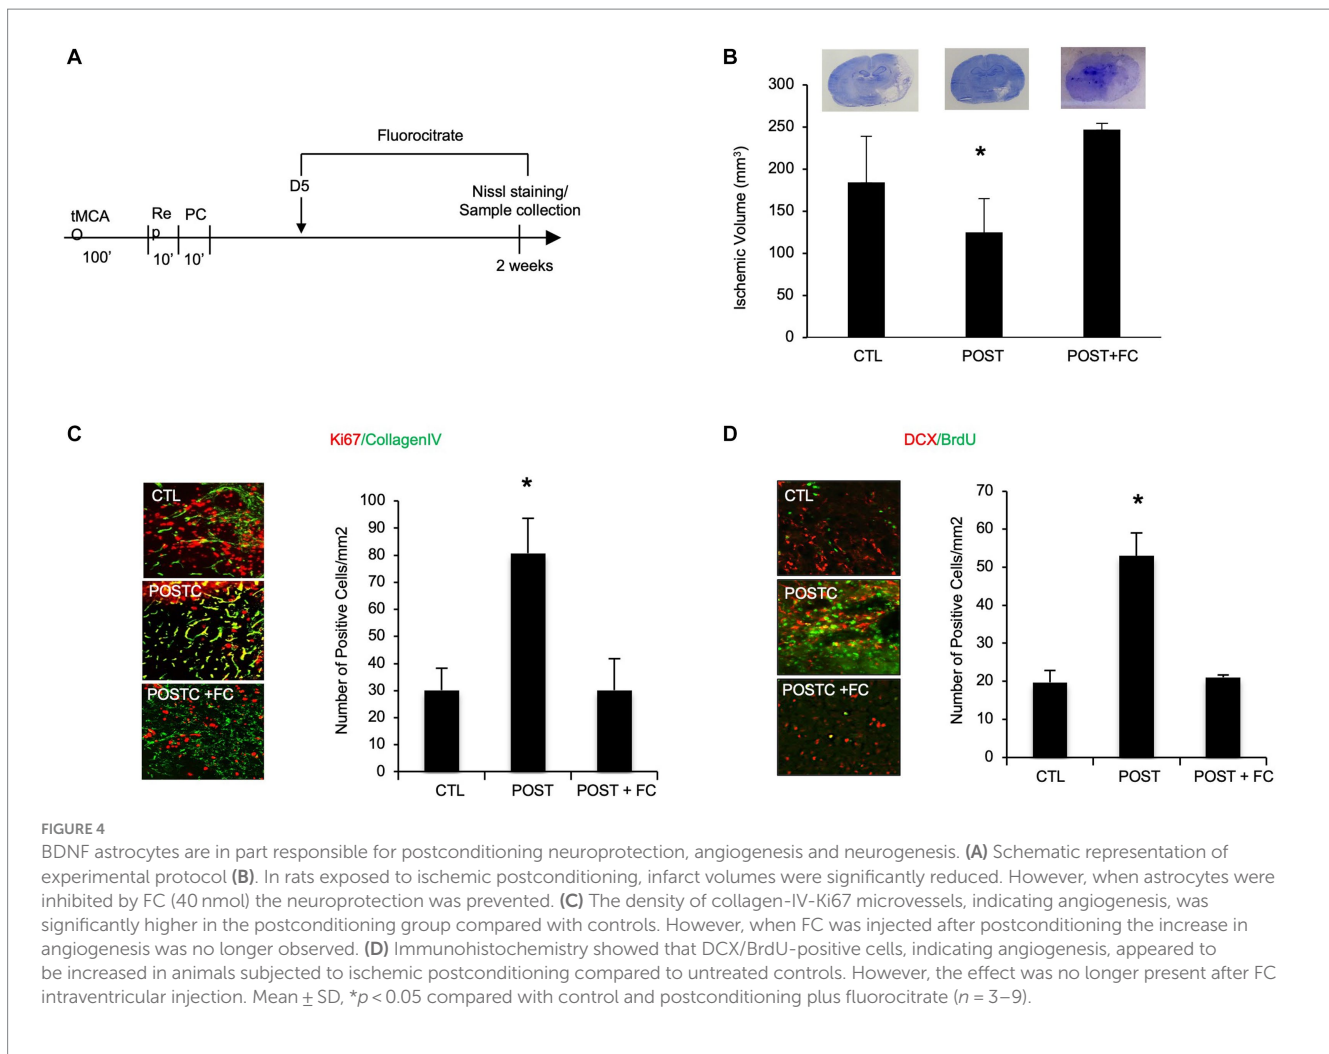 A
Fluorocitrate
D5
Nissl staining/
Sample collection
tMCA
O
Re
p
PC
100’
10’
10’
2 weeks
B
300
250
200
150
100
50
0
Ischemic Volume (mm³)
*
CTL
POST
POST+FC
C
Ki67/CollagenIV
CTL
POSTC
POSTC +FC
100
90
80
70
60
50
40
30
20
10
0
Number of Positive Cells/mm2
*
CTL
POST
POST + FC
D
DCX/BrdU
CTL
POSTC
POSTC +FC
70
60
50
40
30
20
10
0
Number of Positive Cells/mm2
*
CTL
POST
POST + FC
FIGURE 4
BDNF astrocytes are in part responsible for postconditioning neuroprotection, angiogenesis and neurogenesis. (A) Schematic representation of
experimental protocol (B). In rats exposed to ischemic postconditioning, infarct volumes were significantly reduced. However, when astrocytes were
inhibited by FC (40 nmol) the neuroprotection was prevented. (C) The density of collagen-IV-Ki67 microvessels, indicating angiogenesis, was
significantly higher in the postconditioning group compared with controls. However, when FC was injected after postconditioning the increase in
angiogenesis was no longer observed. (D) Immunohistochemistry showed that DCX/BrdU-positive cells, indicating angiogenesis, appeared to
be increased in animals subjected to ischemic postconditioning compared to untreated controls. However, the effect was no longer present after FC
intraventricular injection. Mean ± SD, *p < 0.05 compared with control and postconditioning plus fluorocitrate (n = 3–9).